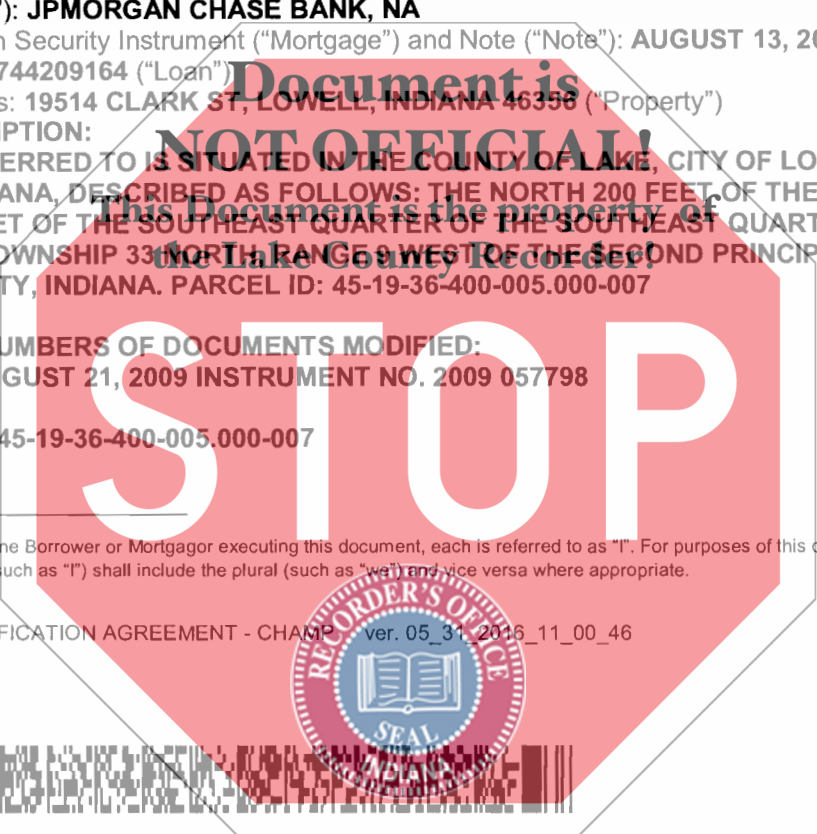 "): JPMORGAN CHASE BANK, NA
n Security Instrument (“Mortgage”) and Note (“Note”): AUGUST 13, 20
744209164 (“Loan”)
s: 19514 CLARK ST, LOWELL, INDIANA 46356 (“Property”)
IPTION:
ERRED TO IS SITUATED IN THE COUNTY OF LAKE, CITY OF LO
ANA, DESCRIBED AS FOLLOWS: THE NORTH 200 FEET OF THE
ET OF THE SOUTHEAST QUARTER OF THE SOUTHEAST QUART
OWNSHIP 33 NORTH, RANGE 9 WEST OF THE SECOND PRINCIP
TY, INDIANA. PARCEL ID: 45-19-36-400-005.000-007
Document is
NOT OFFICIAL!
This Document is the property of
the Lake County Recorder!
UMBERS OF DOCUMENTS MODIFIED:
GUST 21, 2009 INSTRUMENT NO. 2009 057798
STOP
45-19-36-400-005.000-007
ne Borrower or Mortgagor executing this document, each is referred to as “I”. For purposes of this
such as “I”) shall include the plural (such as “we”) and vice versa where appropriate.
FICATION AGREEMENT - CHAMP ver. 05_31_2016_11_00_46
RECORDER'S OFFICE
SEAL
INDIANA